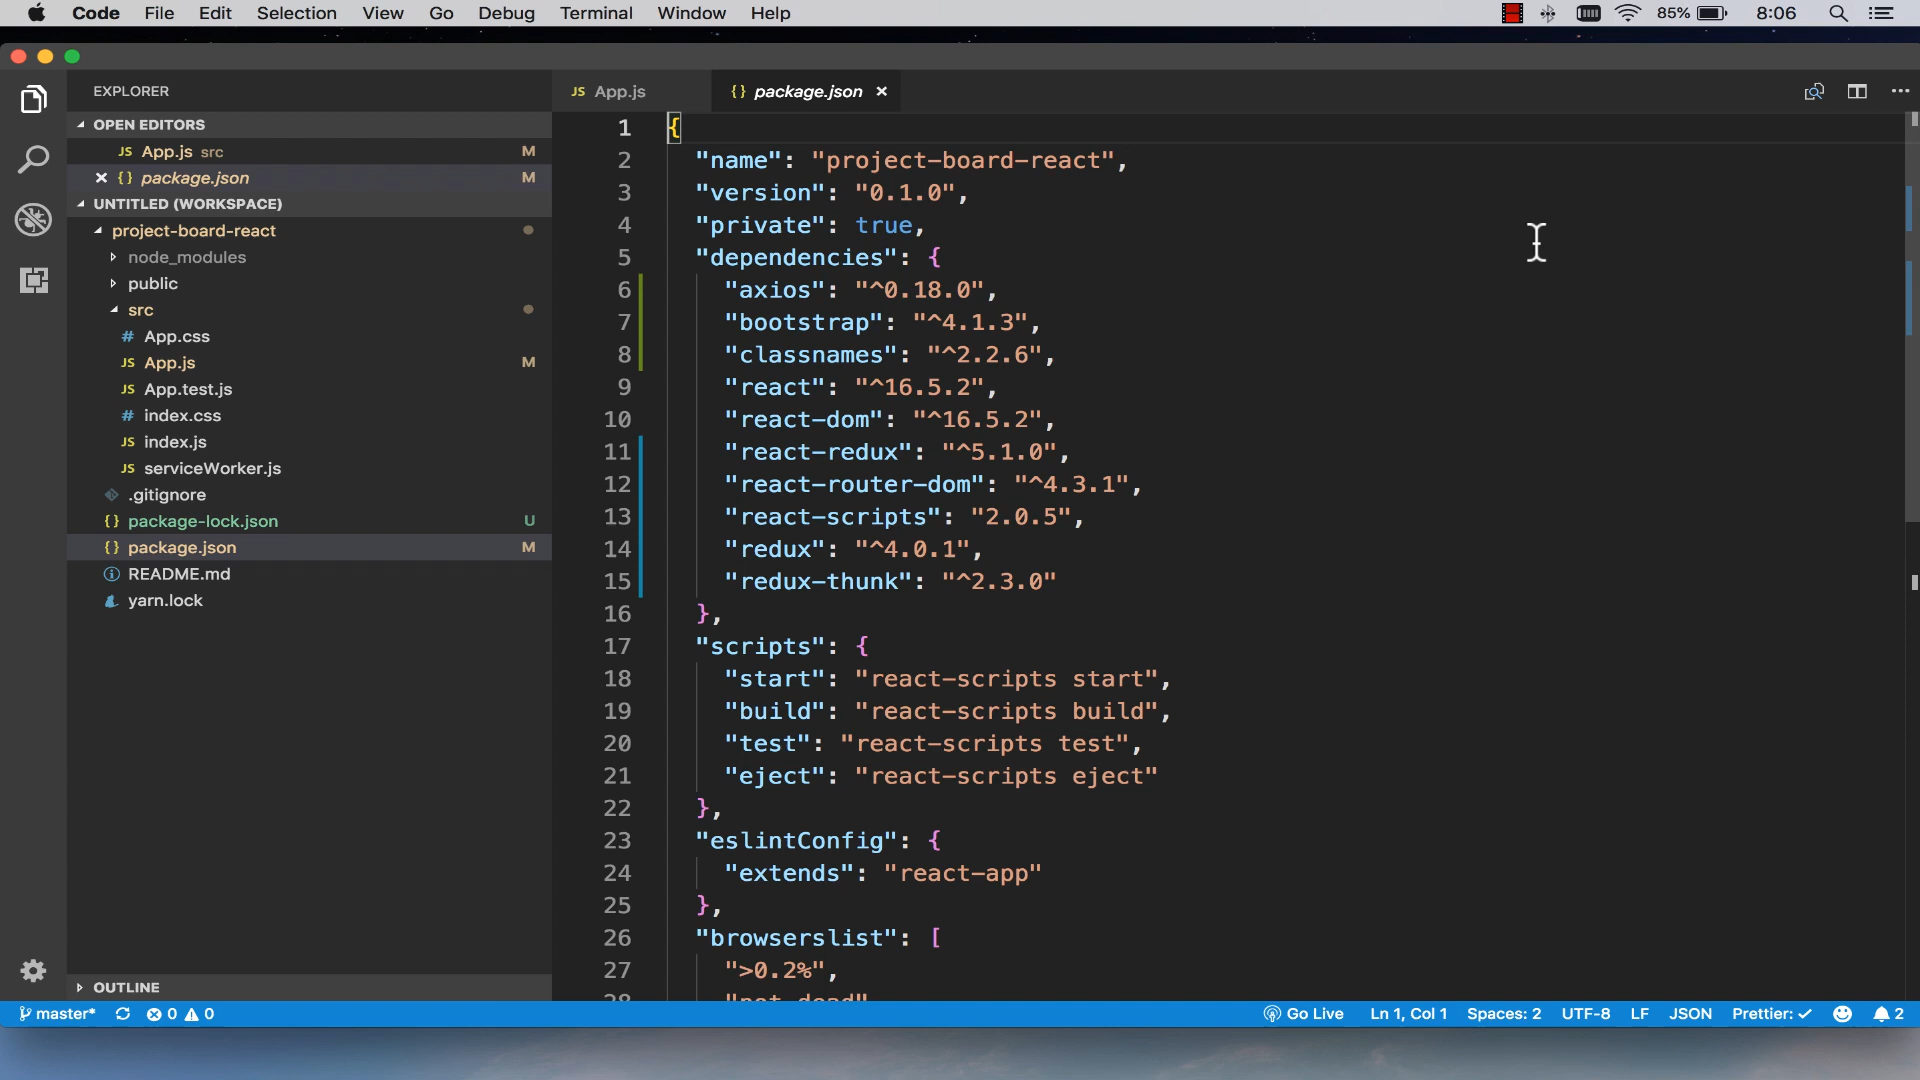 Code File Edit Selection View Go Debug Terminal Window Help 85% 8:06
EXPLORER
JS App.js
{} package.json ×
OPEN EDITORS
JS App.js src M
× {} package.json M
UNTITLED (WORKSPACE)
project-board-react
node_modules
public
src
# App.css
JS App.js M
JS App.test.js
# index.css
JS index.js
JS serviceWorker.js
.gitignore
{} package-lock.json U
{} package.json M
README.md
yarn.lock
OUTLINE
1 {
2 "name": "project-board-react",
3 "version": "0.1.0",
4 "private": true,
5 "dependencies": {
6 "axios": "^0.18.0",
7 "bootstrap": "^4.1.3",
8 "classnames": "^2.2.6",
9 "react": "^16.5.2",
10 "react-dom": "^16.5.2",
11 "react-redux": "^5.1.0",
12 "react-router-dom": "^4.3.1",
13 "react-scripts": "2.0.5",
14 "redux": "^4.0.1",
15 "redux-thunk": "^2.3.0"
16 },
17 "scripts": {
18 "start": "react-scripts start",
19 "build": "react-scripts build",
20 "test": "react-scripts test",
21 "eject": "react-scripts eject"
22 },
23 "eslintConfig": {
24 "extends": "react-app"
25 },
26 "browserslist": [
27 ">0.2%",
28 "not dead",
master* 0 0 Go Live Ln 1, Col 1 Spaces: 2 UTF-8 LF JSON Prettier: ✓ 2